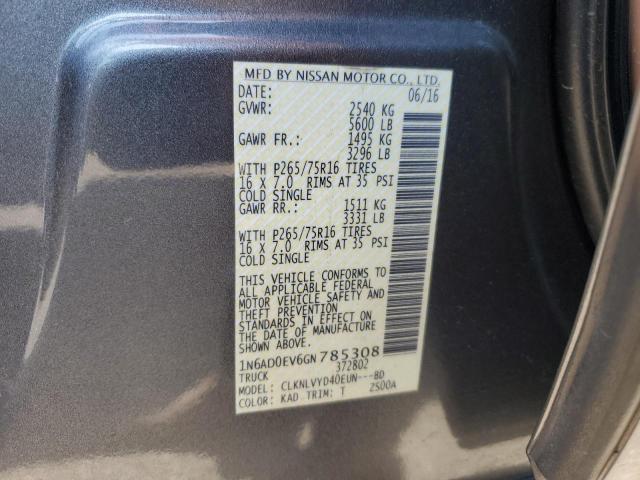 MFD BY NISSAN MOTOR CO., LTD.
DATE: 06/16
GVWR: 2540 KG
5600 LB
GAWR FR.: 1495 KG
3296 LB
WITH P265/75R16 TIRES
16 X 7.0 RIMS AT 35 PSI
COLD SINGLE
GAWR RR.: 1511 KG
3331 LB
WITH P265/75R16 TIRES
16 X 7.0 RIMS AT 35 PSI
COLD SINGLE
THIS VEHICLE CONFORMS TO
ALL APPLICABLE FEDERAL
MOTOR VEHICLE SAFETY AND
THEFT PREVENTION
STANDARDS IN EFFECT ON
THE DATE OF MANUFACTURE
SHOWN ABOVE.
1N6AD0EV6GN 785308
TRUCK 372802
MODEL: CLKNLVYD40EUN---BD
COLOR: KAD TRIM: T 2S00A